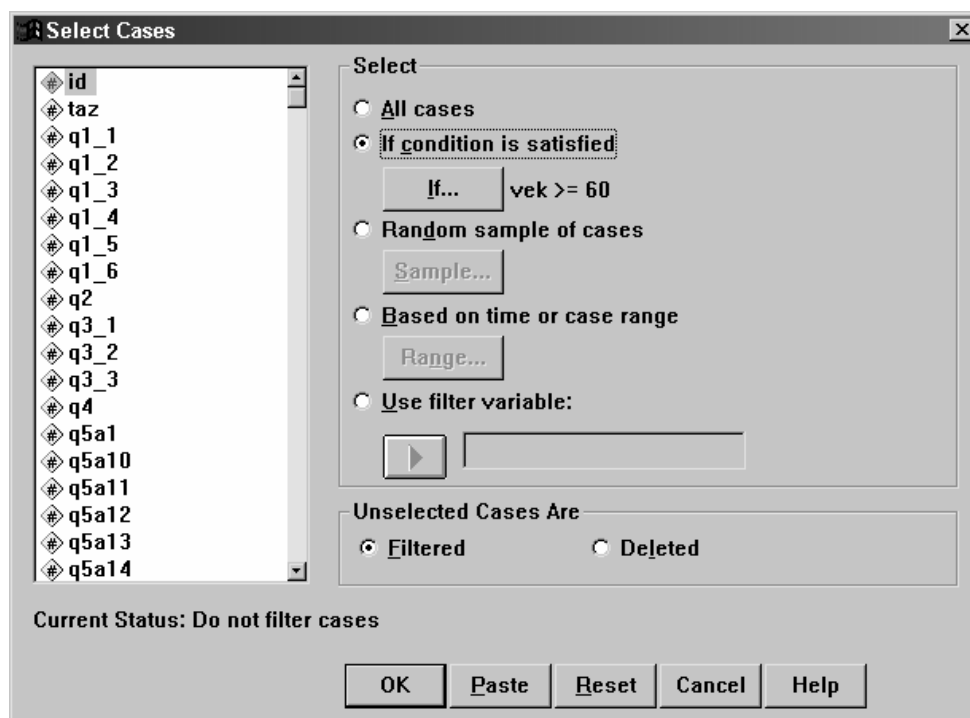 Select Cases
id
taz
q1_1
q1_2
q1_3
q1_4
q1_5
q1_6
q2
q3_1
q3_2
q3_3
q4
q5a1
q5a10
q5a11
q5a12
q5a13
q5a14
Select
All cases
If condition is satisfied
If... vek >= 60
Random sample of cases
Sample...
Based on time or case range
Range...
Use filter variable:
Unselected Cases Are
Filtered Deleted
Current Status: Do not filter cases
OK Paste Reset Cancel Help